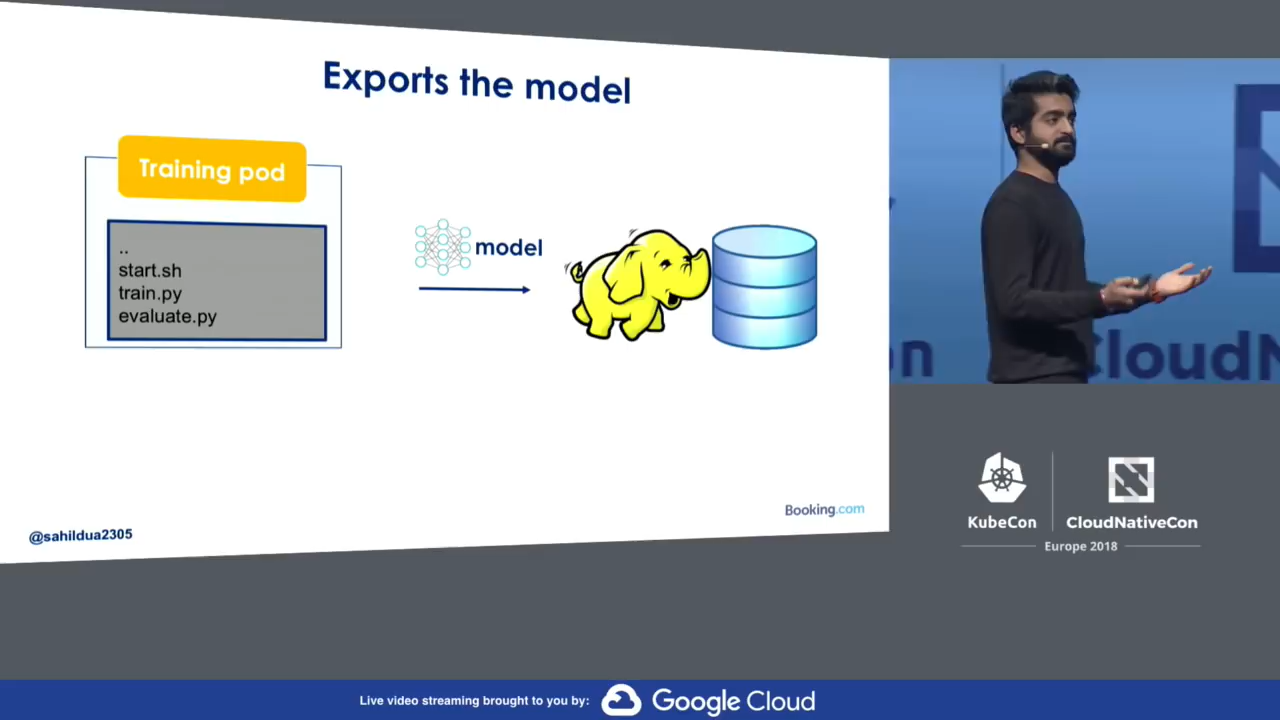 Exports the model
Training pod
..
start.sh
train.py
evaluate.py
model
@sahildua2305
Booking.com
CloudN
KubeCon
CloudNativeCon
Europe 2018
Live video streaming brought to you by:
Google Cloud